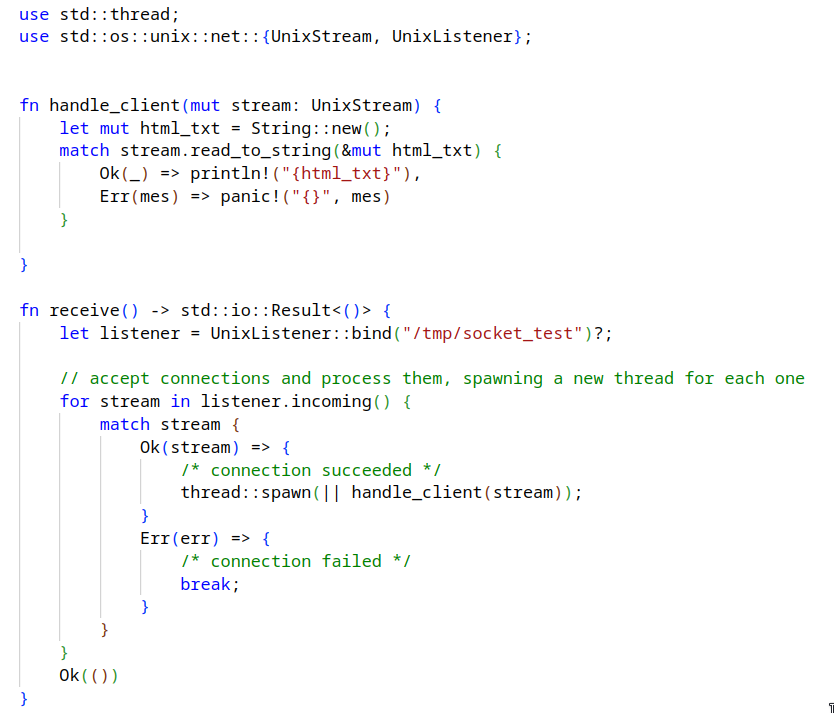 use std::thread;
use std::os::unix::net::{UnixStream, UnixListener};
fn handle_client(mut stream: UnixStream) {
    let mut html_txt = String::new();
    match stream.read_to_string(&mut html_txt) {
        Ok(_) => println!("{html_txt}"),
        Err(mes) => panic!("{}", mes)
    }
}
fn receive() -> std::io::Result<()> {
    let listener = UnixListener::bind("/tmp/socket_test")?;
    // accept connections and process them, spawning a new thread for each one
    for stream in listener.incoming() {
        match stream {
            Ok(stream) => {
                /* connection succeeded */
                thread::spawn(|| handle_client(stream));
            }
            Err(err) => {
                /* connection failed */
                break;
            }
        }
    }
    Ok(())
}